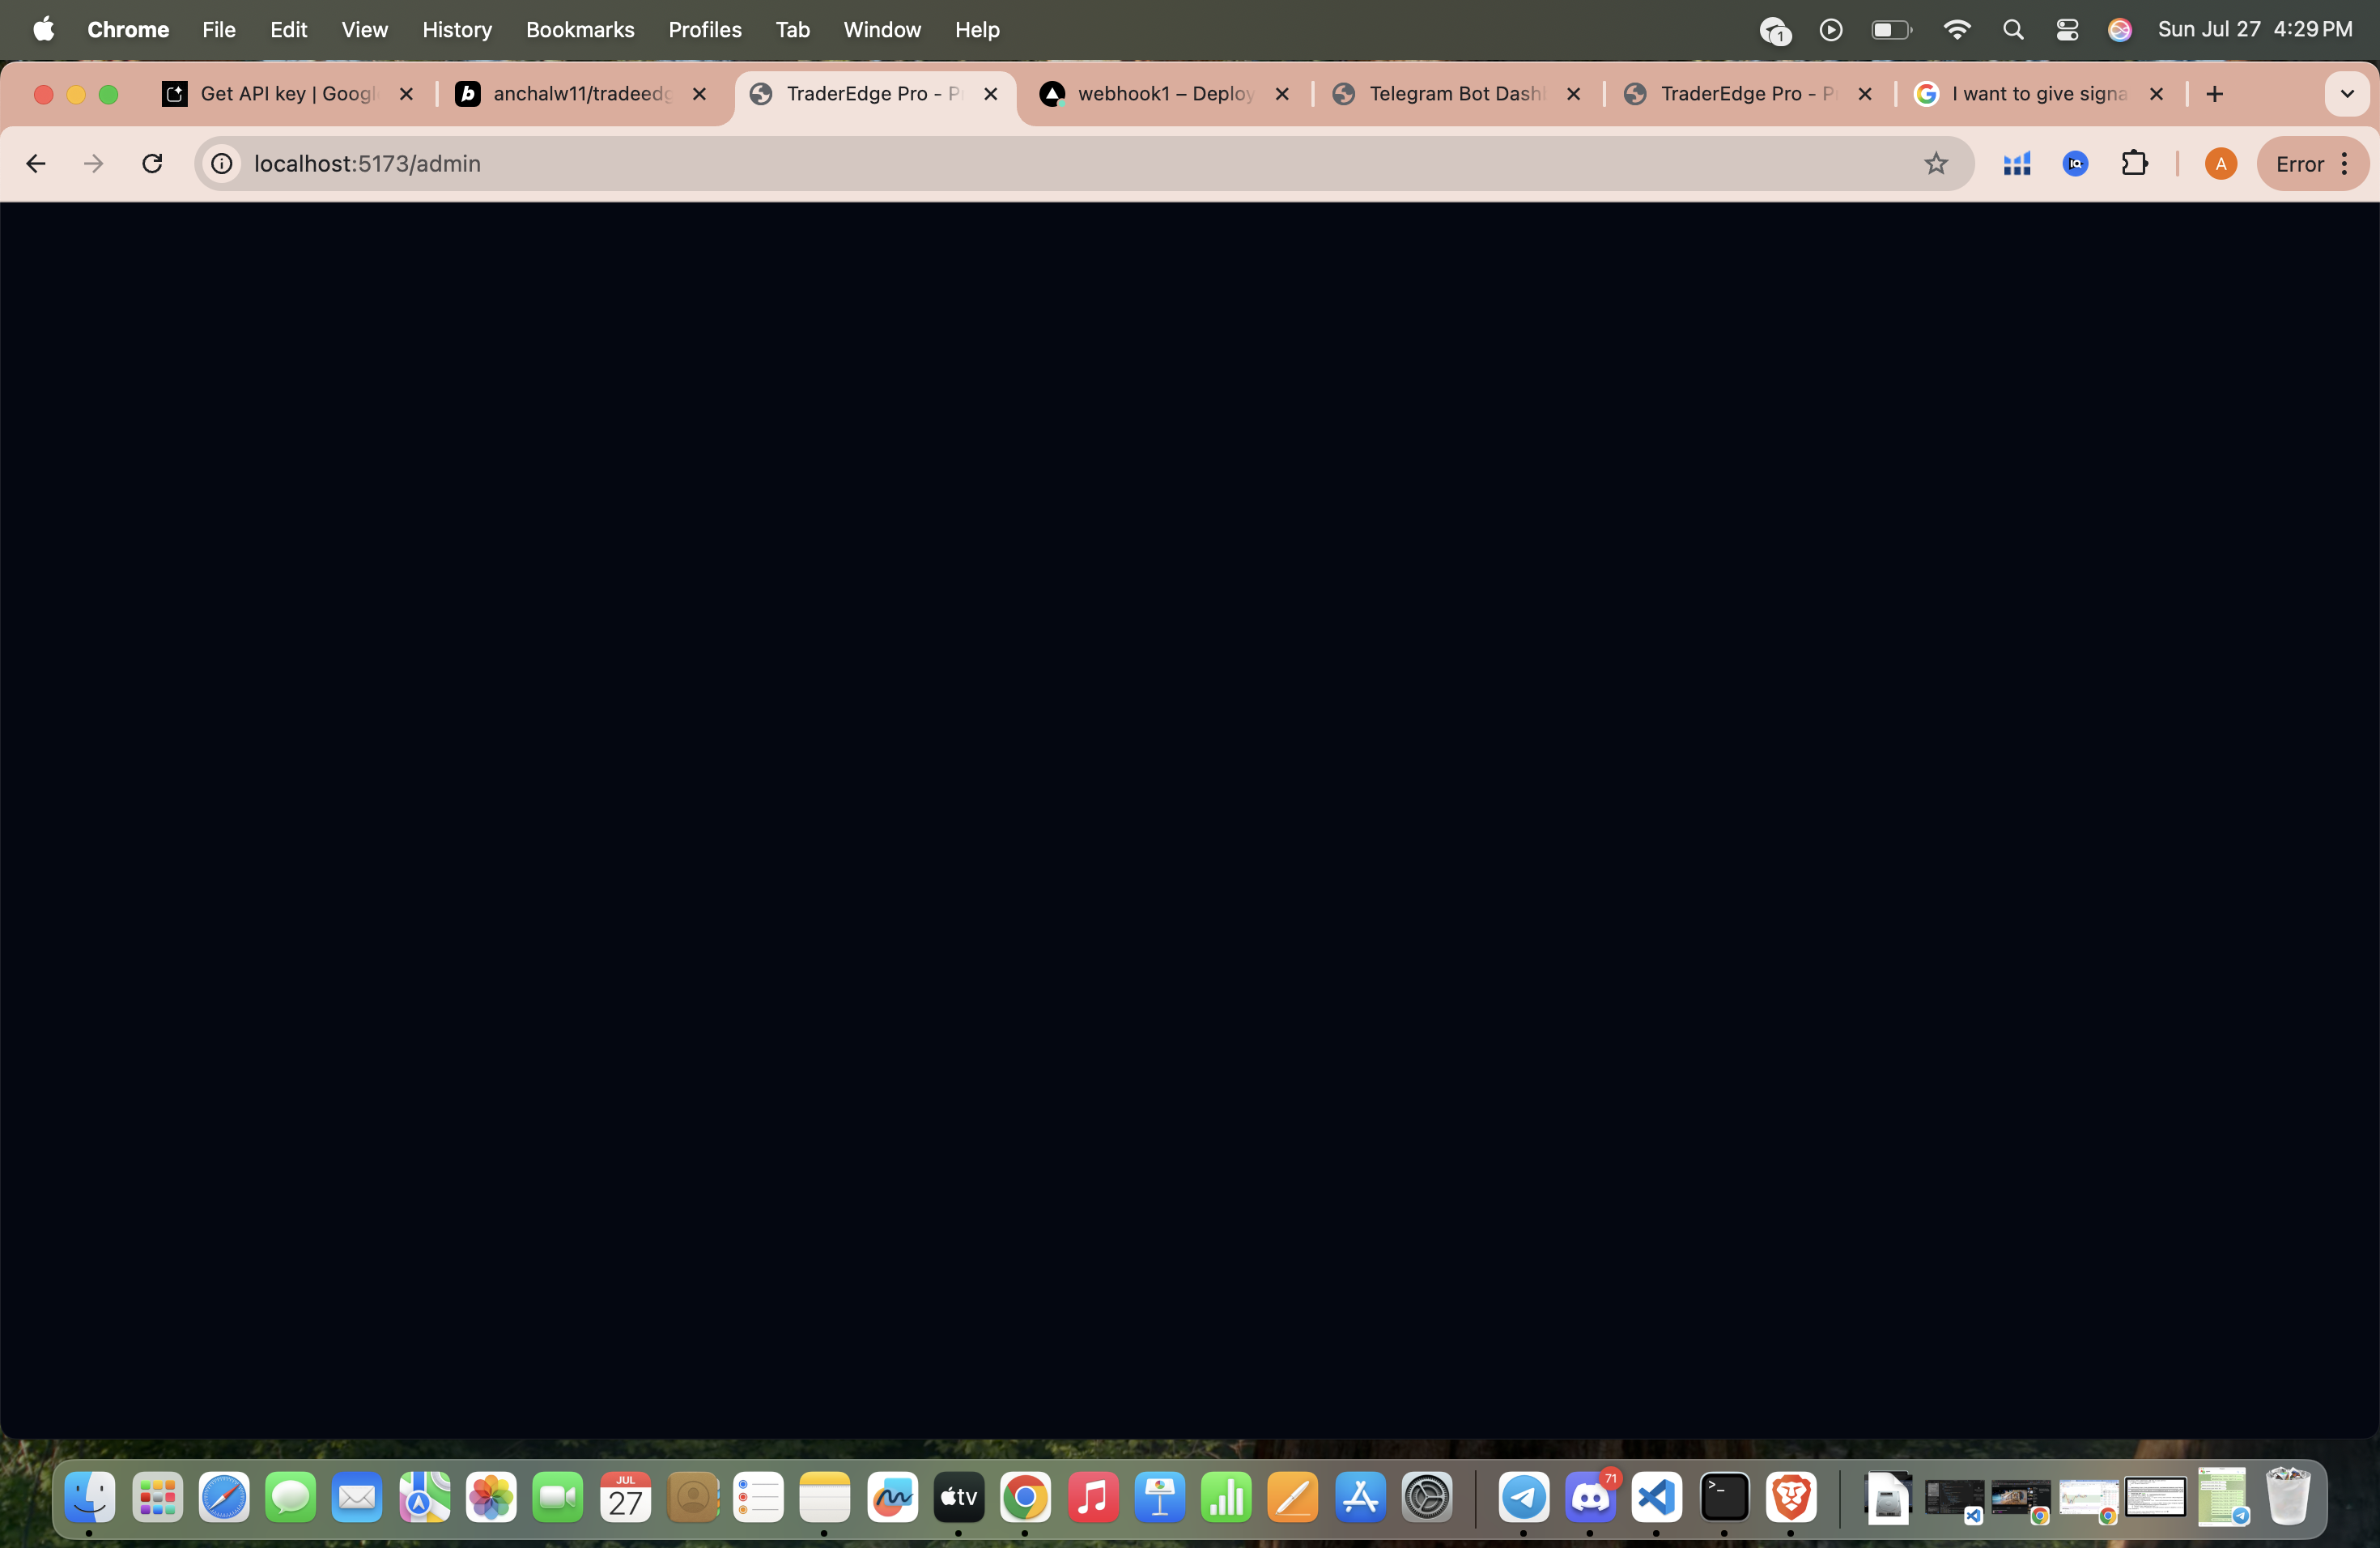 Chrome File Edit View History Bookmarks Profiles Tab Window Help 1 Sun Jul 27 4:29 PM
Get API key | Googl anchalw11/tradeedg TraderEdge Pro - P webhook1 – Deploy Telegram Bot Dash TraderEdge Pro - P I want to give signa
localhost:5173/admin A Error
JUL
27 tv >_ 71